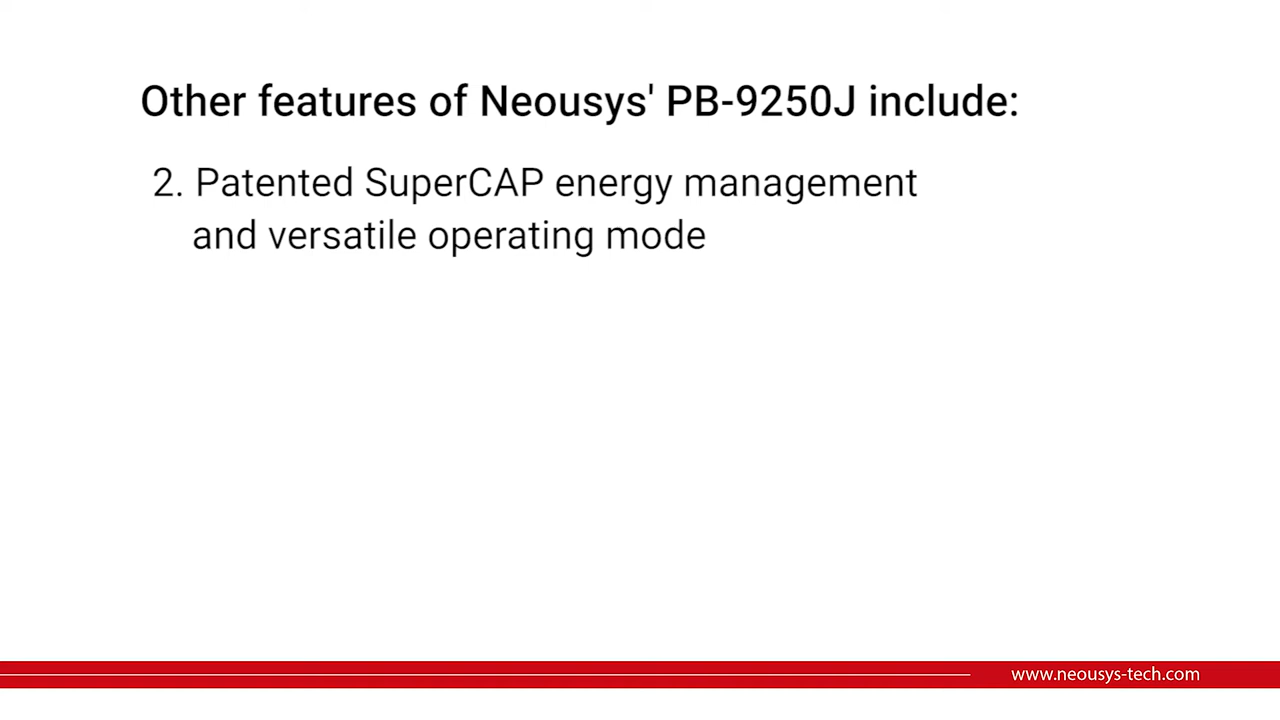 Other features of Neousys' PB-9250J include:
2. Patented SuperCAP energy management
and versatile operating mode
www.neousys-tech.com